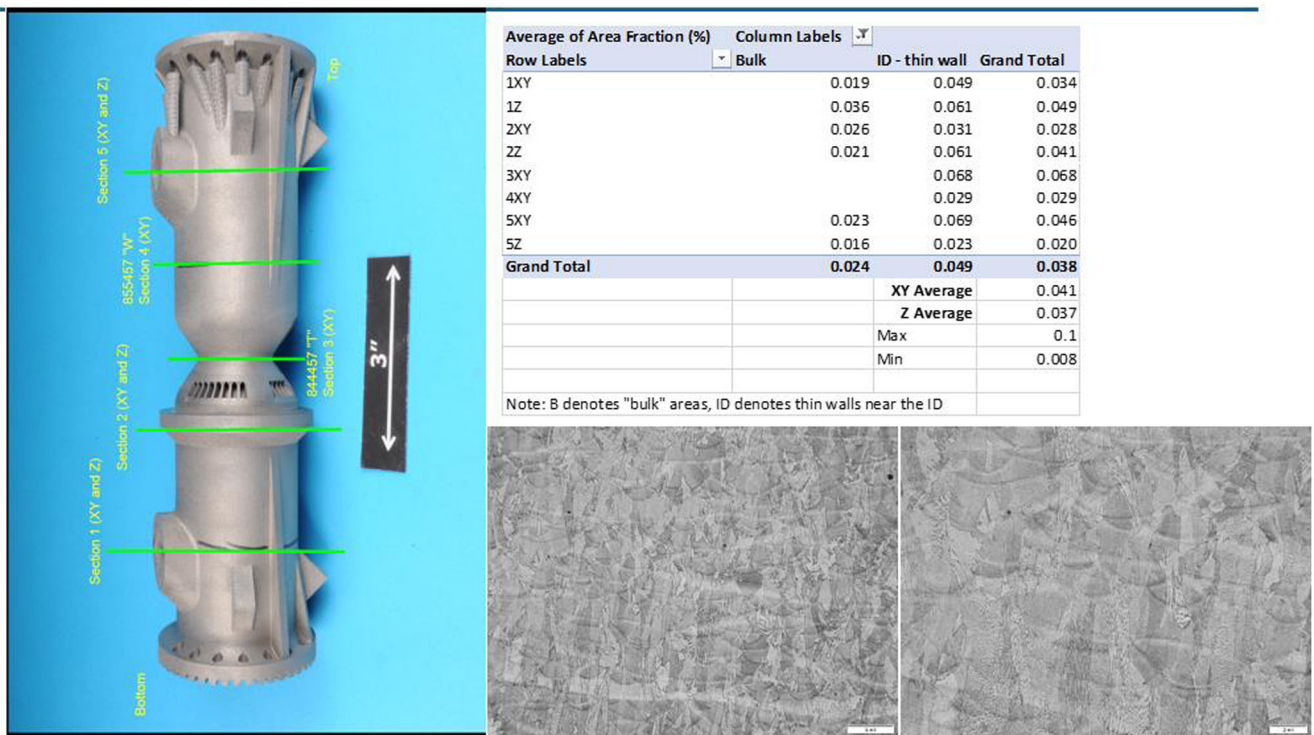 Top
Section 5 (XY and Z)
855457 "W"
Section 4 (XY)
844457 "T"
Section 3 (XY)
3"
Section 2 (XY and Z)
Section 1 (XY and Z)
Bottom
Average of Area Fraction (%) Column Labels
Row Labels Bulk ID - thin wall Grand Total
1XY 0.019 0.049 0.034
1Z 0.036 0.061 0.049
2XY 0.026 0.031 0.028
2Z 0.021 0.061 0.041
3XY 0.068 0.068
4XY 0.029 0.029
5XY 0.023 0.069 0.046
5Z 0.016 0.023 0.020
Grand Total 0.024 0.049 0.038
XY Average 0.041
Z Average 0.037
Max 0.1
Min 0.008
Note: B denotes "bulk" areas, ID denotes thin walls near the ID